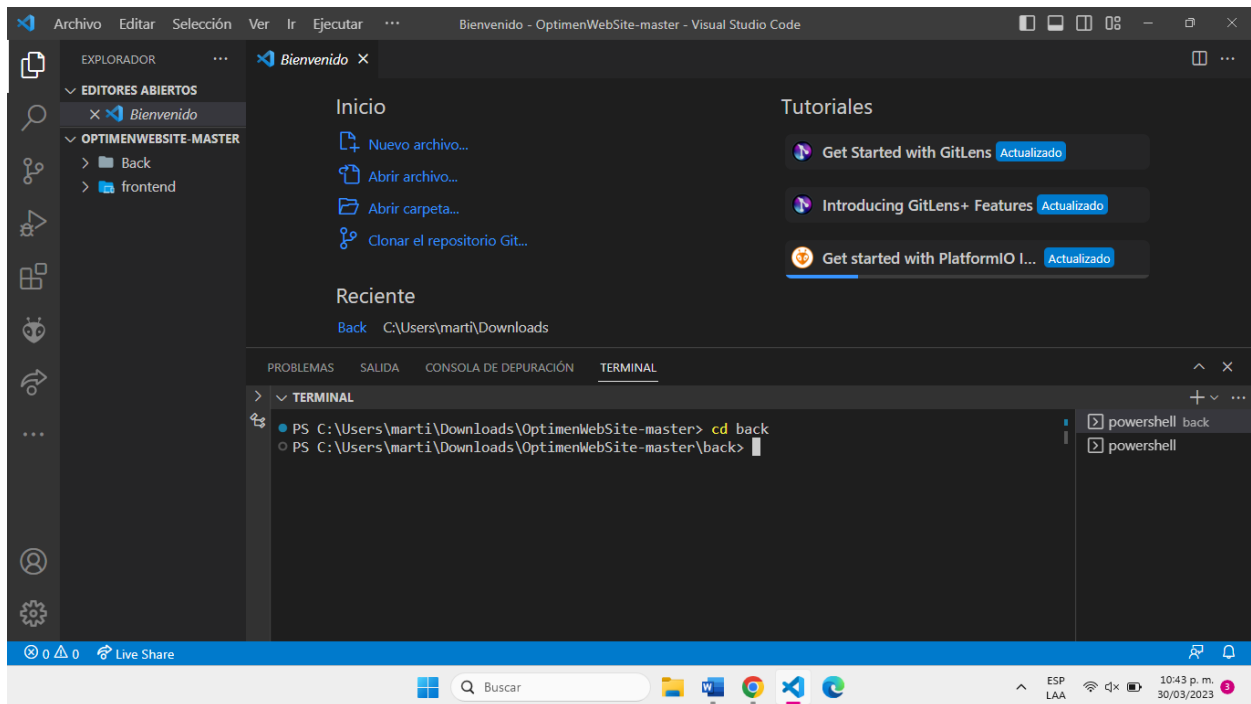 Archivo Editar Selección Ver Ir Ejecutar ··· Bienvenido - OptimenWebSite-master - Visual Studio Code
EXPLORADOR ···
EDITORES ABIERTOS
Bienvenido
OPTIMENWEBSITE-MASTER
Back
frontend
Bienvenido
Inicio
Nuevo archivo...
Abrir archivo...
Abrir carpeta...
Clonar el repositorio Git...
Reciente
Back C:\Users\marti\Downloads
Tutoriales
Get Started with GitLens Actualizado
Introducing GitLens+ Features Actualizado
Get started with PlatformIO I... Actualizado
PROBLEMAS SALIDA CONSOLA DE DEPURACIÓN TERMINAL
TERMINAL
PS C:\Users\marti\Downloads\OptimenWebSite-master> cd back
PS C:\Users\marti\Downloads\OptimenWebSite-master\back>
powershell back
powershell
0 0 Live Share
Buscar
ESP
LAA
10:43 p. m.
30/03/2023
3